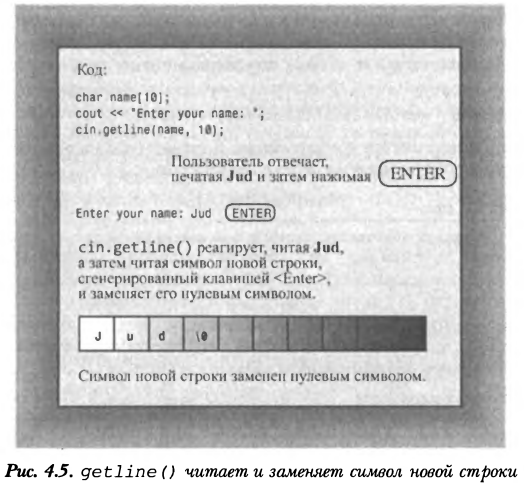 Код:
char name[10];
cout << "Enter your name: ";
cin.getline(name, 10);
Пользователь отвечает,
печатая Jud и затем нажимая ENTER
Enter your name: Jud ENTER
cin.getline() реагирует, читая Jud,
а затем читая символ новой строки,
сгенерированный клавишей <Enter>,
и заменяет его нулевым символом.
J u d \0
Символ новой строки заменен нулевым символом.
Рис. 4.5. getline() читает и заменяет символ новой строки